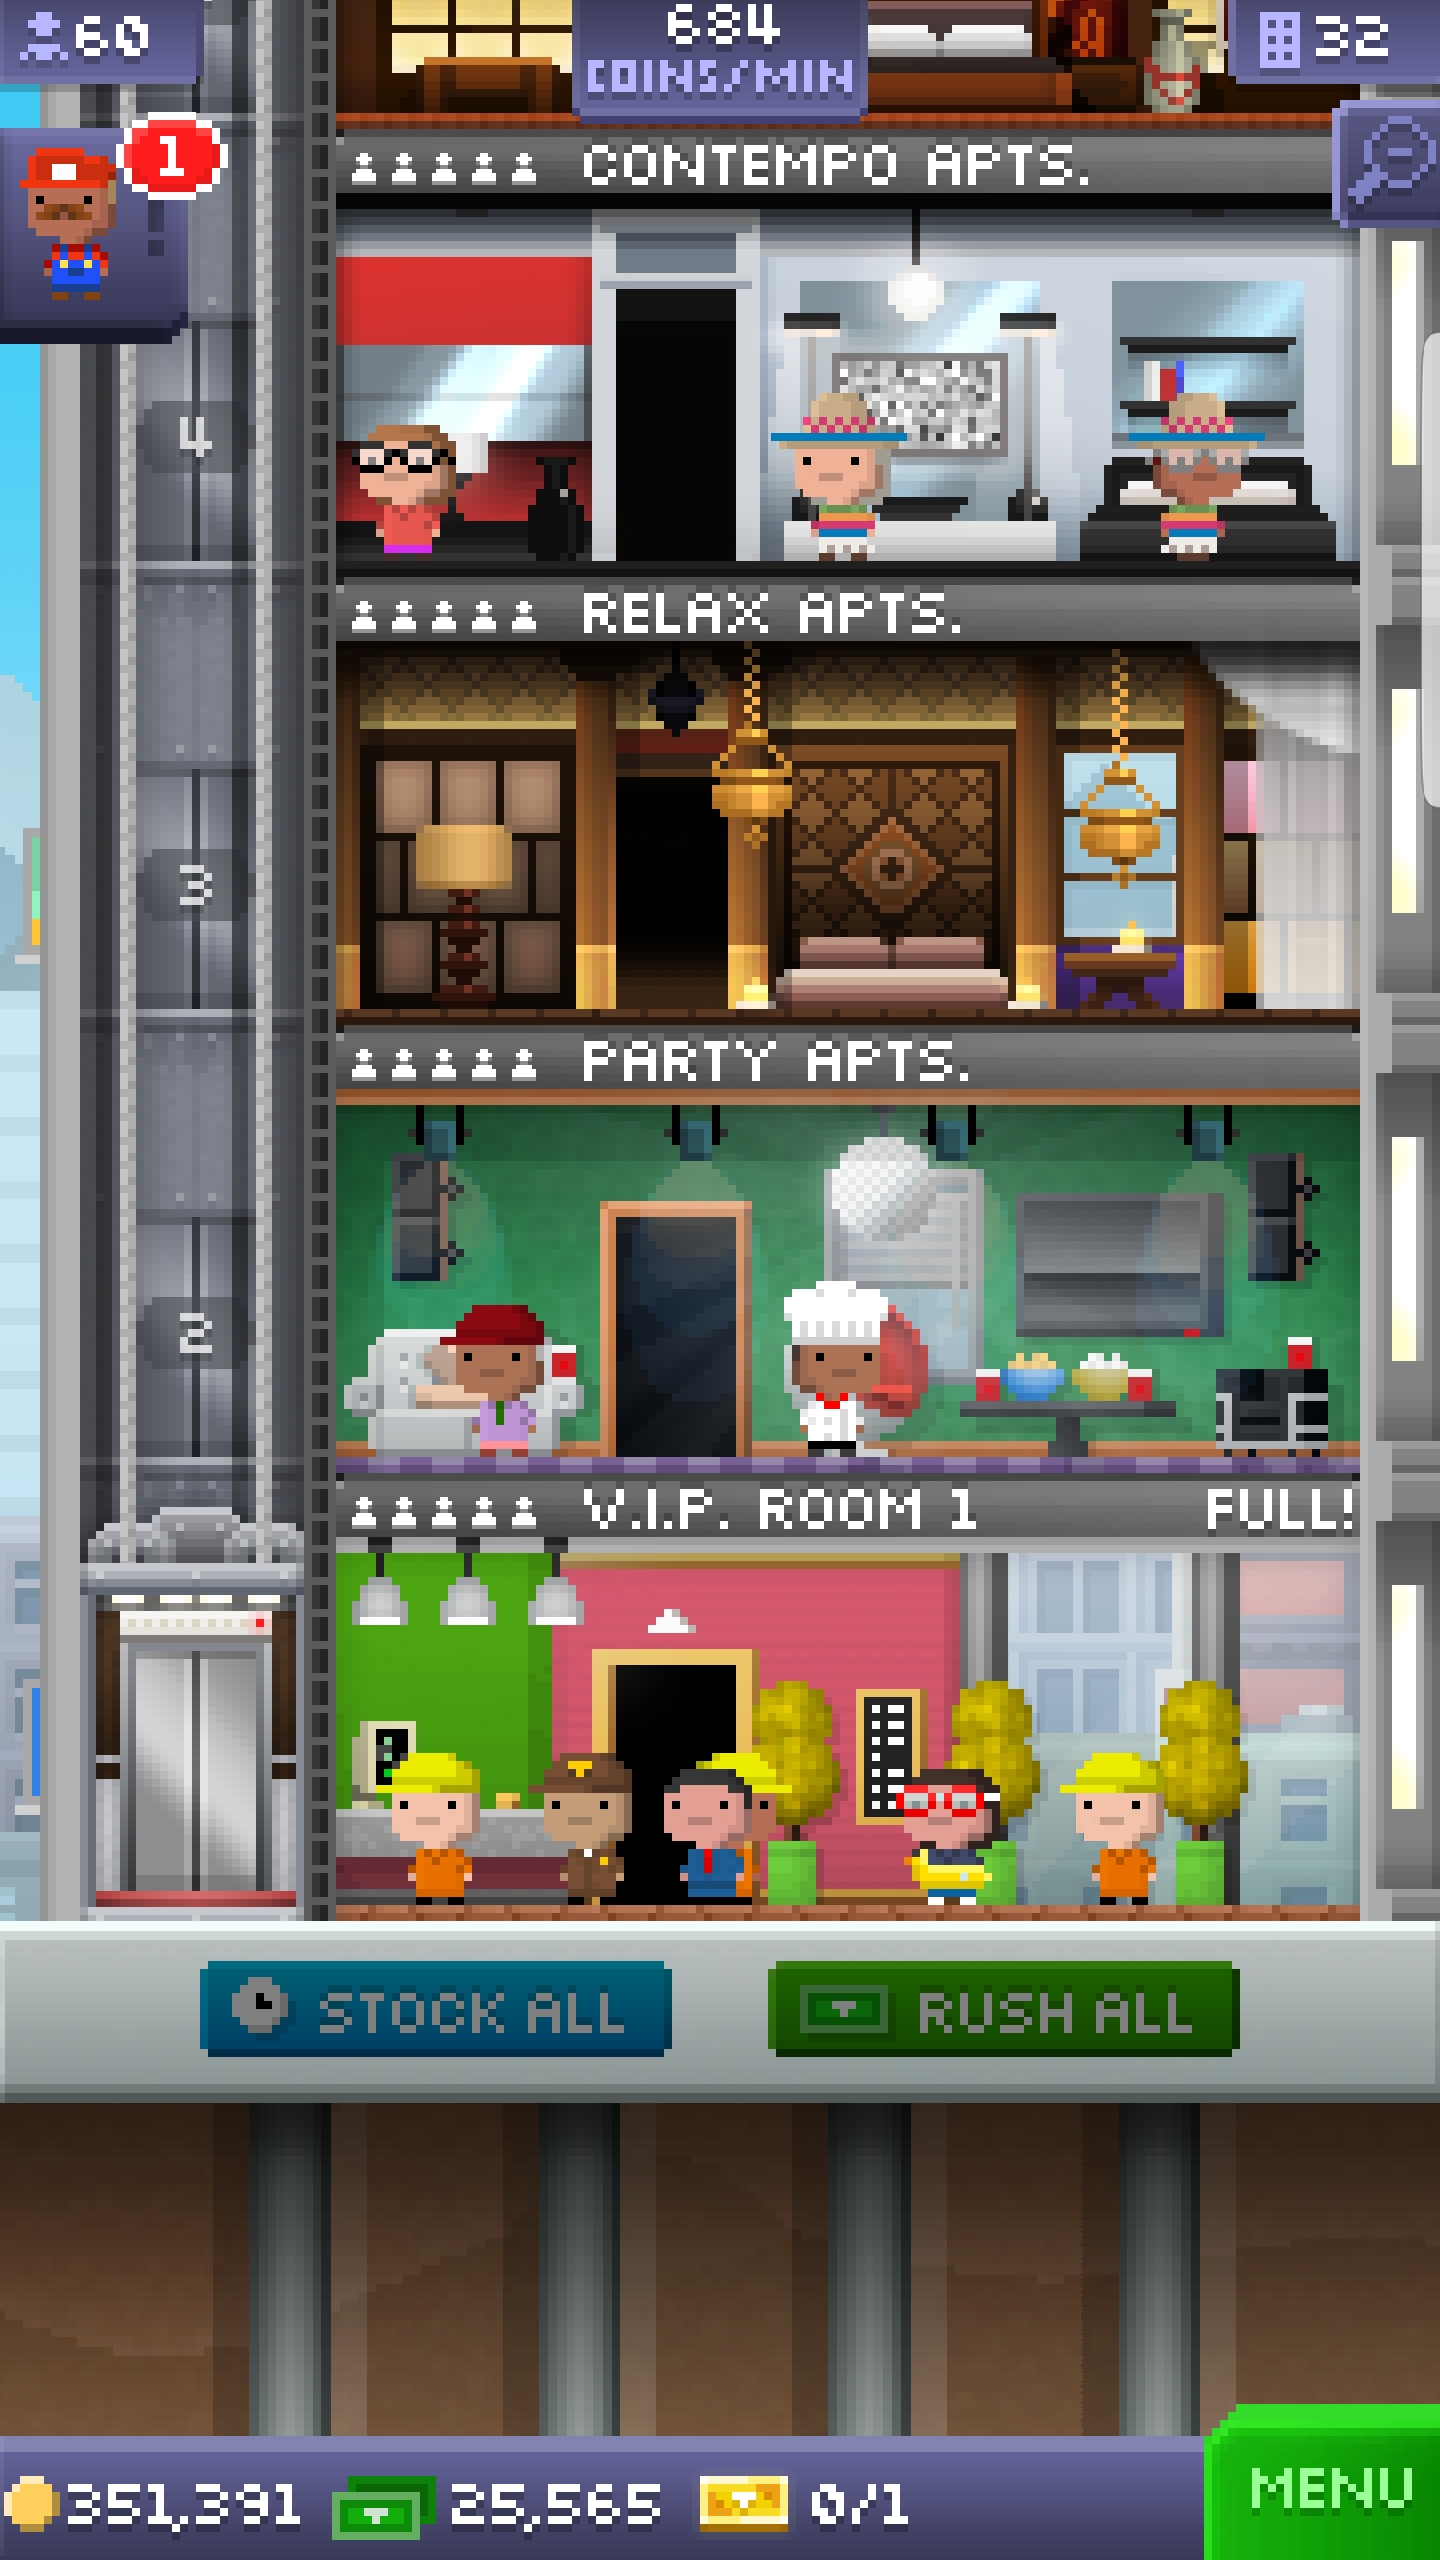 60
684
COINS/MIN
32
1
CONTEMPO APTS.
4
RELAX APTS.
3
PARTY APTS.
2
V.I.P. ROOM 1 FULL!
STOCK ALL
RUSH ALL
351,391 25,565 0/1
MENU